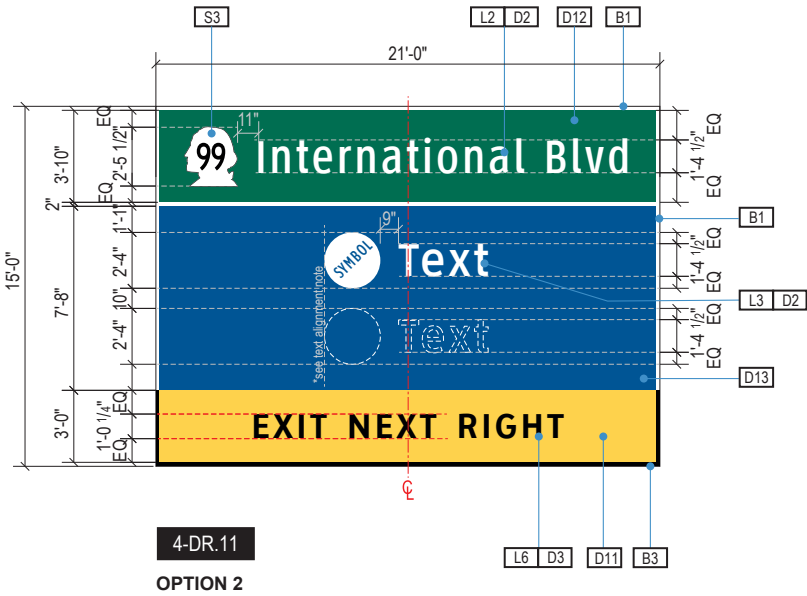 S3
L2 D2
D12
B1
21'-0"
EQ
11"
99
International Blvd
3'-10"
2'-5 1/2"
EQ
EQ
1'-4 1/2"
EQ
2"
1'-1"
9"
B1
15'-0"
7'-8"
2'-4"
SYMBOL
Text
EQ
1'-4 1/2"
EQ
10"
L3 D2
2'-4"
*see text alignment note
Text
EQ
1'-4 1/2"
EQ
D13
3'-0"
EQ
1'-0 1/4"
EQ
EXIT NEXT RIGHT
CL
4-DR.11
L6 D3
D11
B3
OPTION 2